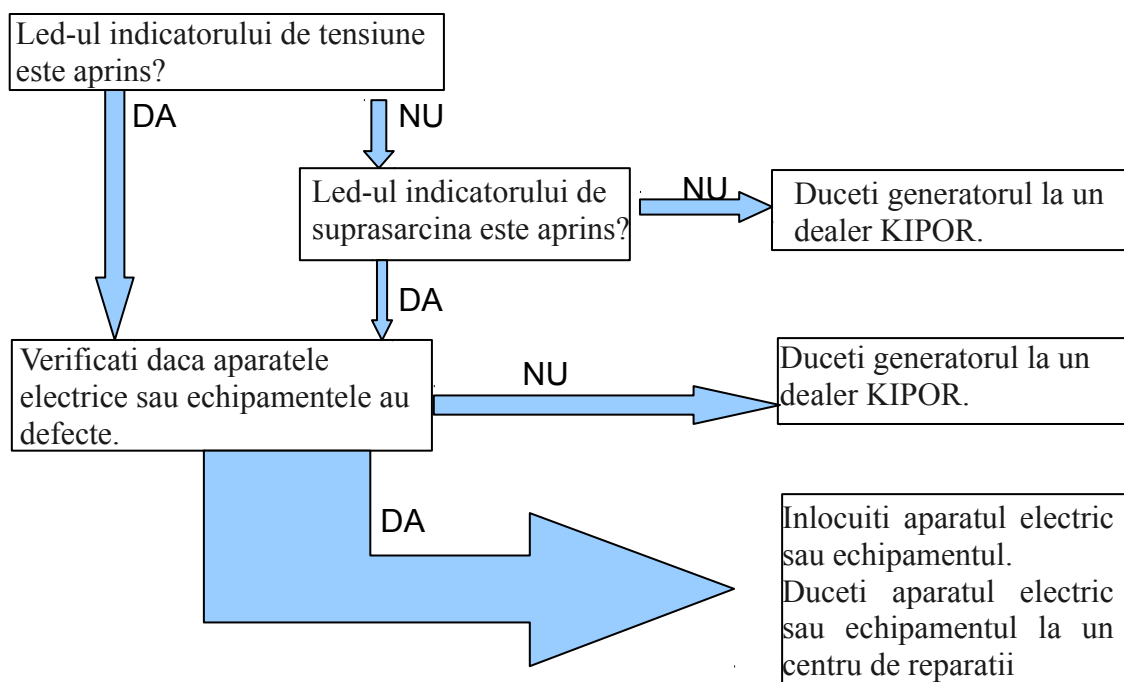 Led-ul indicatorului de tensiune
este aprins?
DA
NU
Led-ul indicatorului de
suprasarcina este aprins?
NU
Duceti generatorul la un
dealer KIPOR.
DA
Verificati daca aparatele
electrice sau echipamentele au
defecte.
NU
Duceti generatorul la un
dealer KIPOR.
DA
Inlocuiti aparatul electric
sau echipamentul.
Duceti aparatul electric
sau echipamentul la un
centru de reparatii